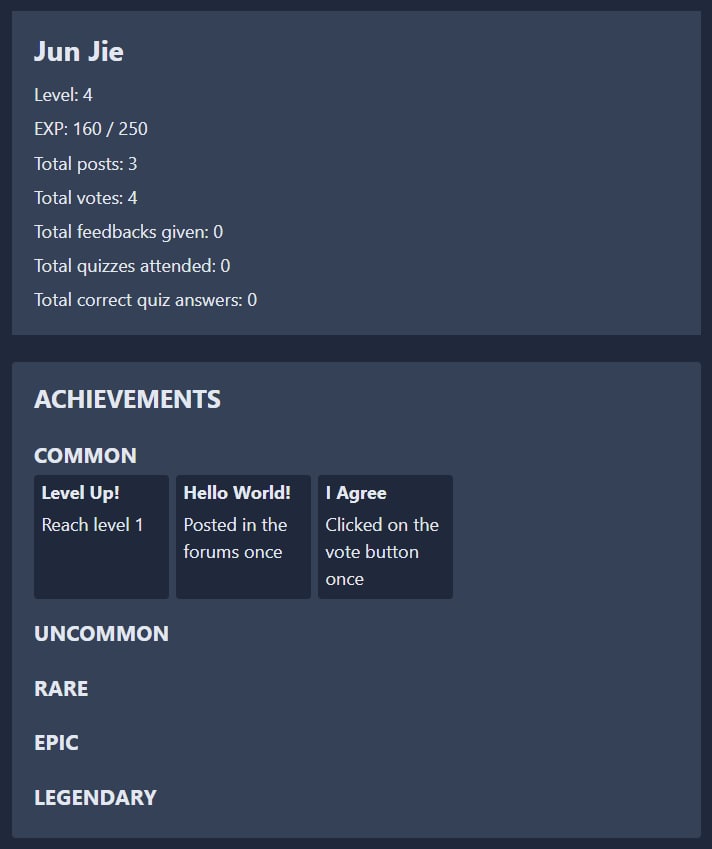 Jun Jie
Level: 4
EXP: 160 / 250
Total posts: 3
Total votes: 4
Total feedbacks given: 0
Total quizzes attended: 0
Total correct quiz answers: 0
ACHIEVEMENTS
COMMON
Level Up!
Reach level 1
Hello World!
Posted in the
forums once
I Agree
Clicked on the
vote button
once
UNCOMMON
RARE
EPIC
LEGENDARY